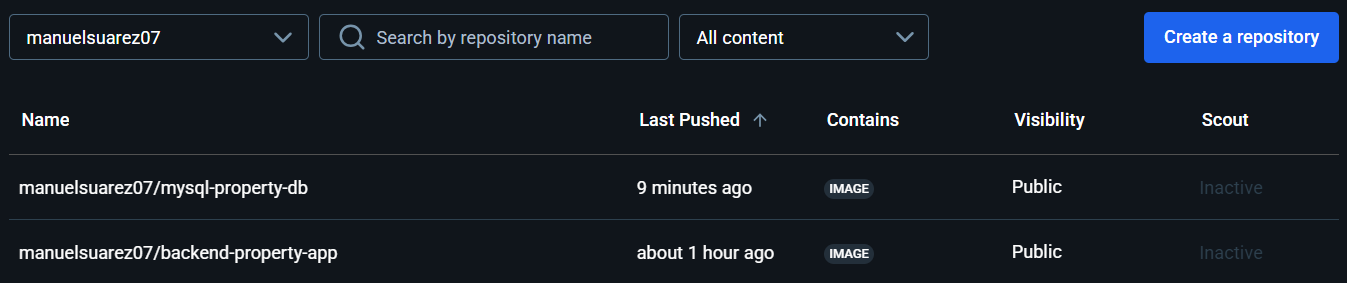 manuelsuarez07 Search by repository name All content Create a repository
Name Last Pushed Contains Visibility Scout
manuelsuarez07/mysql-property-db 9 minutes ago IMAGE Public Inactive
manuelsuarez07/backend-property-app about 1 hour ago IMAGE Public Inactive